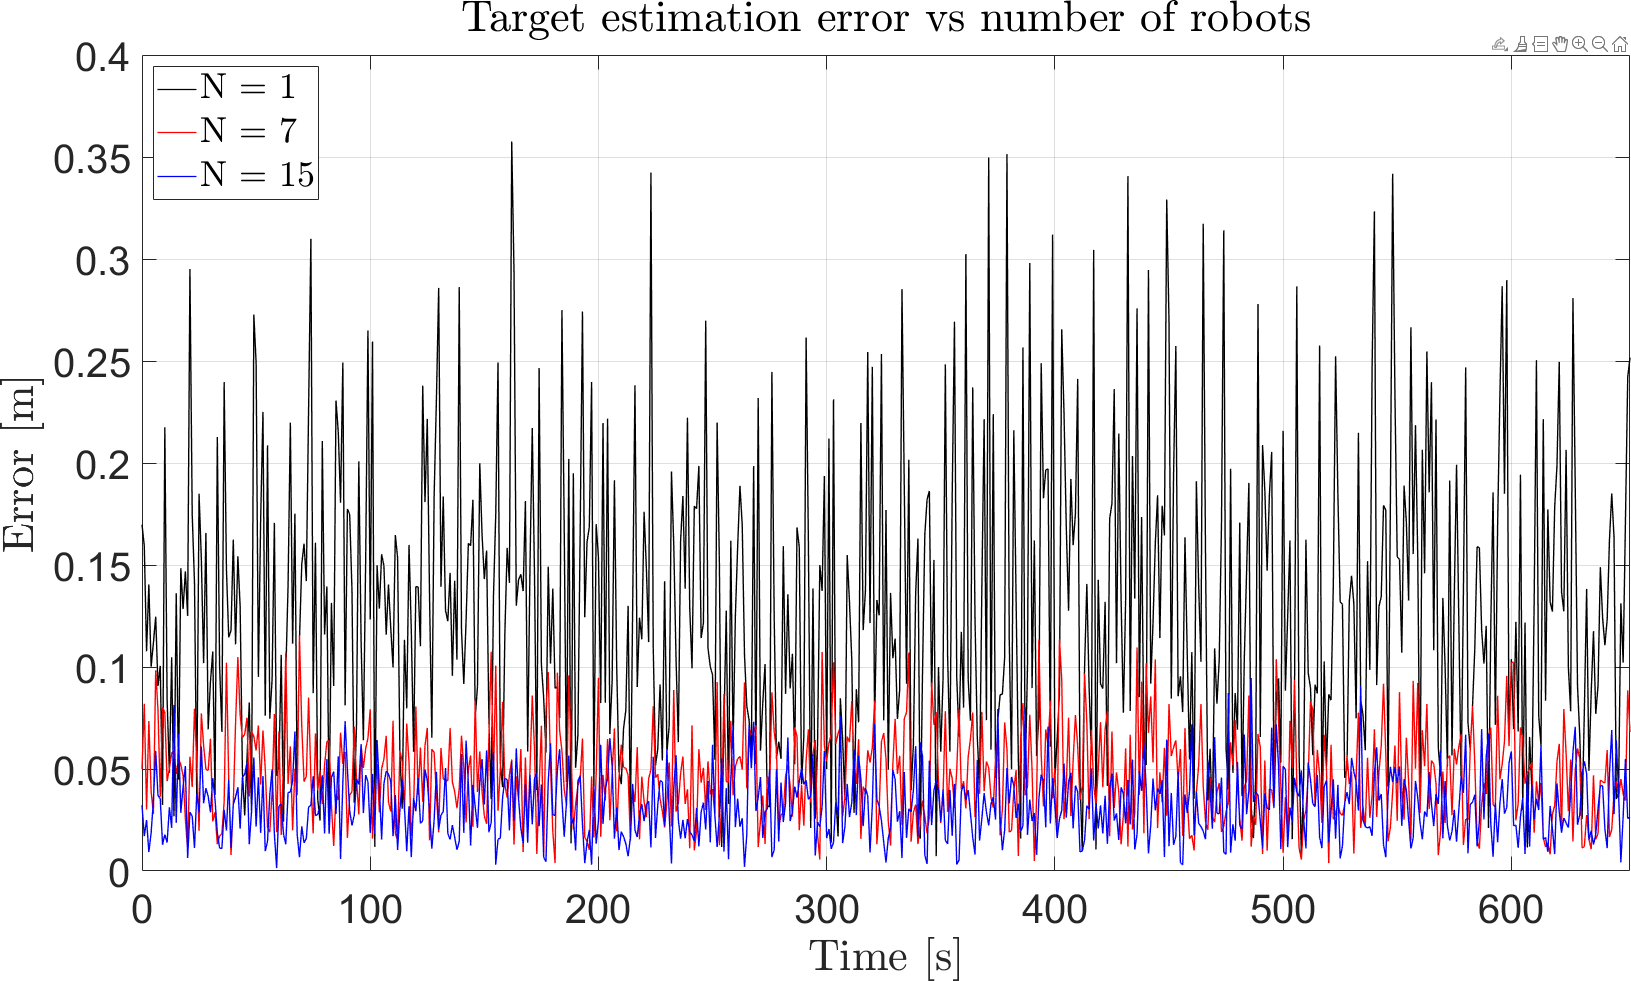 Target estimation error vs number of robots
N = 1
N = 7
N = 15
0.4
0.35
0.3
0.25
0.2
0.15
0.1
0.05
0
Error [m]
0 100 200 300 400 500 600
Time [s]